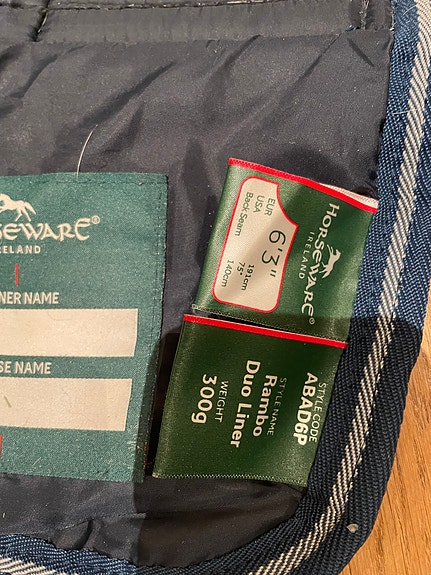 HORSEWARE®
IRELAND
6'3"
EUR 191cm
USA 75"
Back Seam 140cm
STYLE CODE
ABAD6P
STYLE NAME
Rambo
Duo Liner
WEIGHT
300g
RSEWARE®
IRELAND
NER NAME
SE NAME